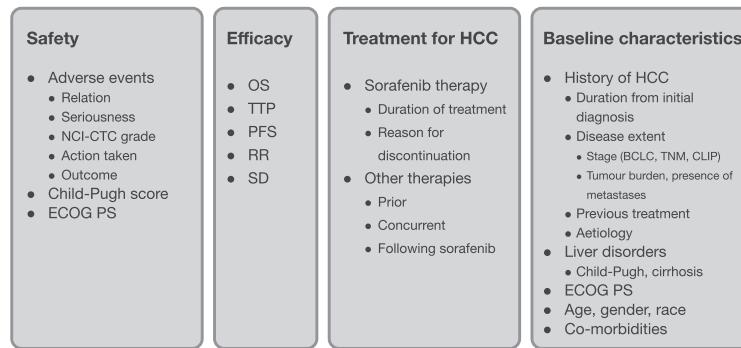 Safety
• Adverse events
• Relation
• Seriousness
• NCI-CTC grade
• Action taken
• Outcome
• Child-Pugh score
• ECOG PS
Efficacy
• OS
• TTP
• PFS
• RR
• SD
Treatment for HCC
• Sorafenib therapy
• Duration of treatment
• Reason for
discontinuation
• Other therapies
• Prior
• Concurrent
• Following sorafenib
Baseline characteristics
• History of HCC
• Duration from initial
diagnosis
• Disease extent
• Stage (BCLC, TNM, CLIP)
• Tumour burden, presence of
metastases
• Previous treatment
• Aetiology
• Liver disorders
• Child-Pugh, cirrhosis
• ECOG PS
• Age, gender, race
• Co-morbidities